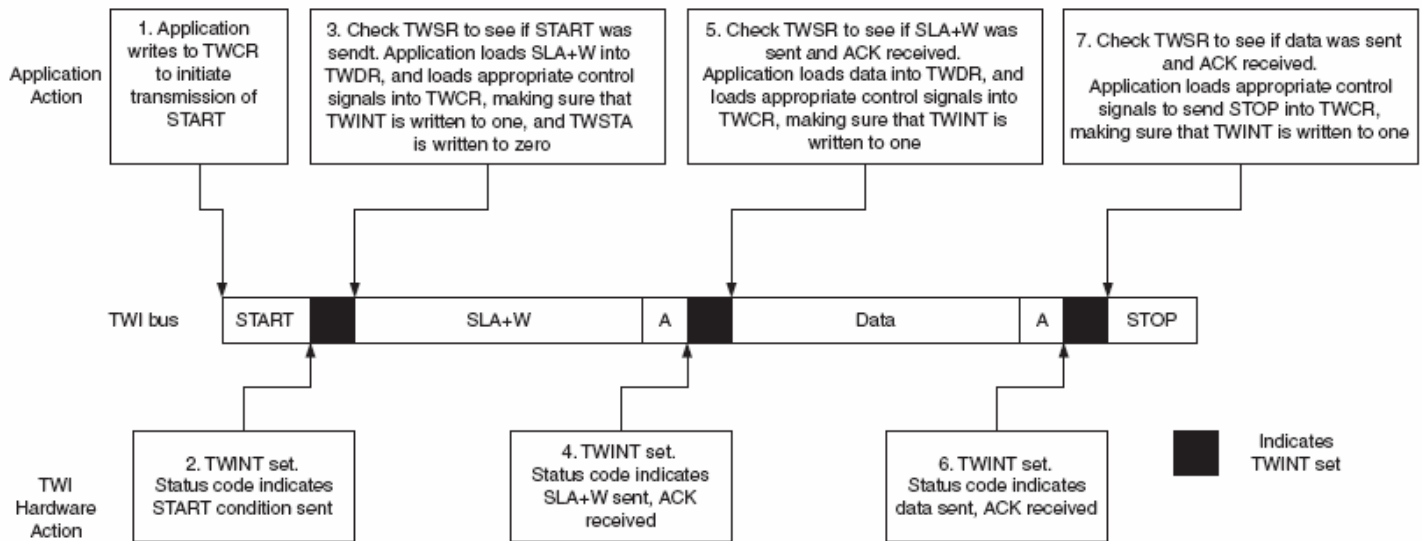 Application
Action
1. Application
writes to TWCR
to initiate
transmission of
START
3. Check TWSR to see if START was
sendt. Application loads SLA+W into
TWDR, and loads appropriate control
signals into TWCR, making sure that
TWINT is written to one, and TWSTA
is written to zero
5. Check TWSR to see if SLA+W was
sent and ACK received.
Application loads data into TWDR, and
loads appropriate control signals into
TWCR, making sure that TWINT is
written to one
7. Check TWSR to see if data was sent
and ACK received.
Application loads appropriate control
signals to send STOP into TWCR,
making sure that TWINT is written to one
TWI bus
START
SLA+W
A
Data
A
STOP
TWI
Hardware
Action
2. TWINT set.
Status code indicates
START condition sent
4. TWINT set.
Status code indicates
SLA+W sent, ACK
received
6. TWINT set.
Status code indicates
data sent, ACK received
Indicates
TWINT set